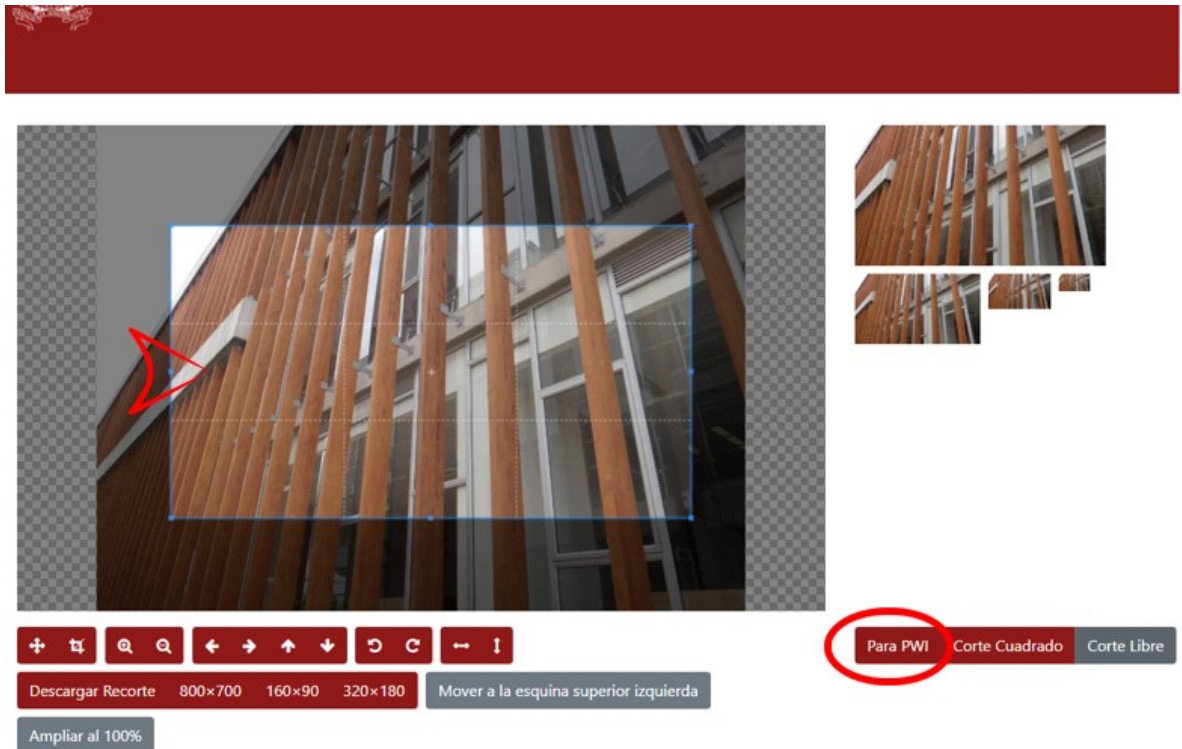 Para PWI Corte Cuadrado Corte Libre
Descargar Recorte 800×700 160×90 320×180 Mover a la esquina superior izquierda
Ampliar al 100%